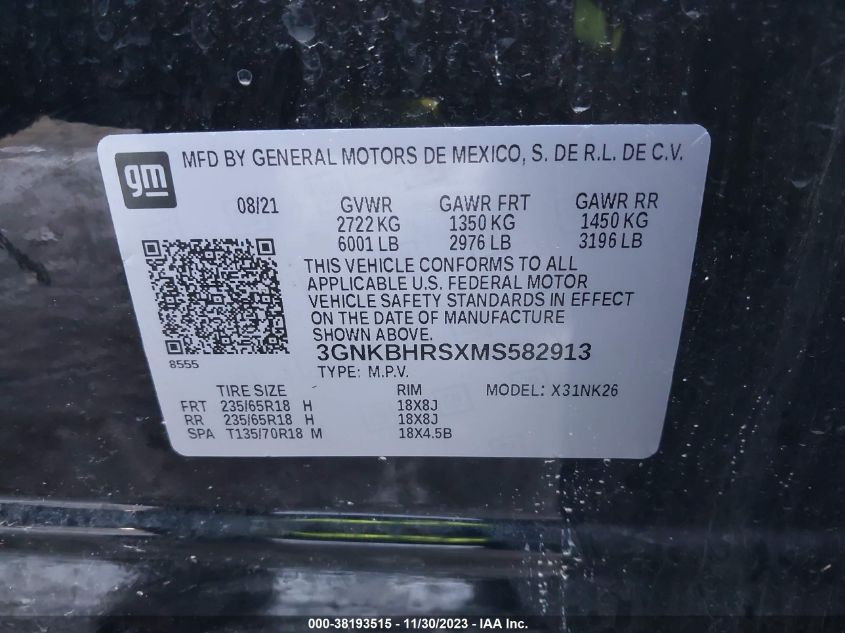 gm MFD BY GENERAL MOTORS DE MEXICO, S. DE R.L. DE C.V.
08/21 GVWR GAWR FRT GAWR RR
2722 KG 1350 KG 1450 KG
6001 LB 2976 LB 3196 LB
THIS VEHICLE CONFORMS TO ALL
APPLICABLE U.S. FEDERAL MOTOR
VEHICLE SAFETY STANDARDS IN EFFECT
ON THE DATE OF MANUFACTURE
SHOWN ABOVE.
8555
3GNKBHRSXMS582913
TYPE: M.P.V.
TIRE SIZE RIM MODEL: X31NK26
FRT 235/65R18 H 18X8J
RR 235/65R18 H 18X8J
SPA T135/70R18 M 18X4.5B
000-38193515 - 11/30/2023 - IAA Inc.